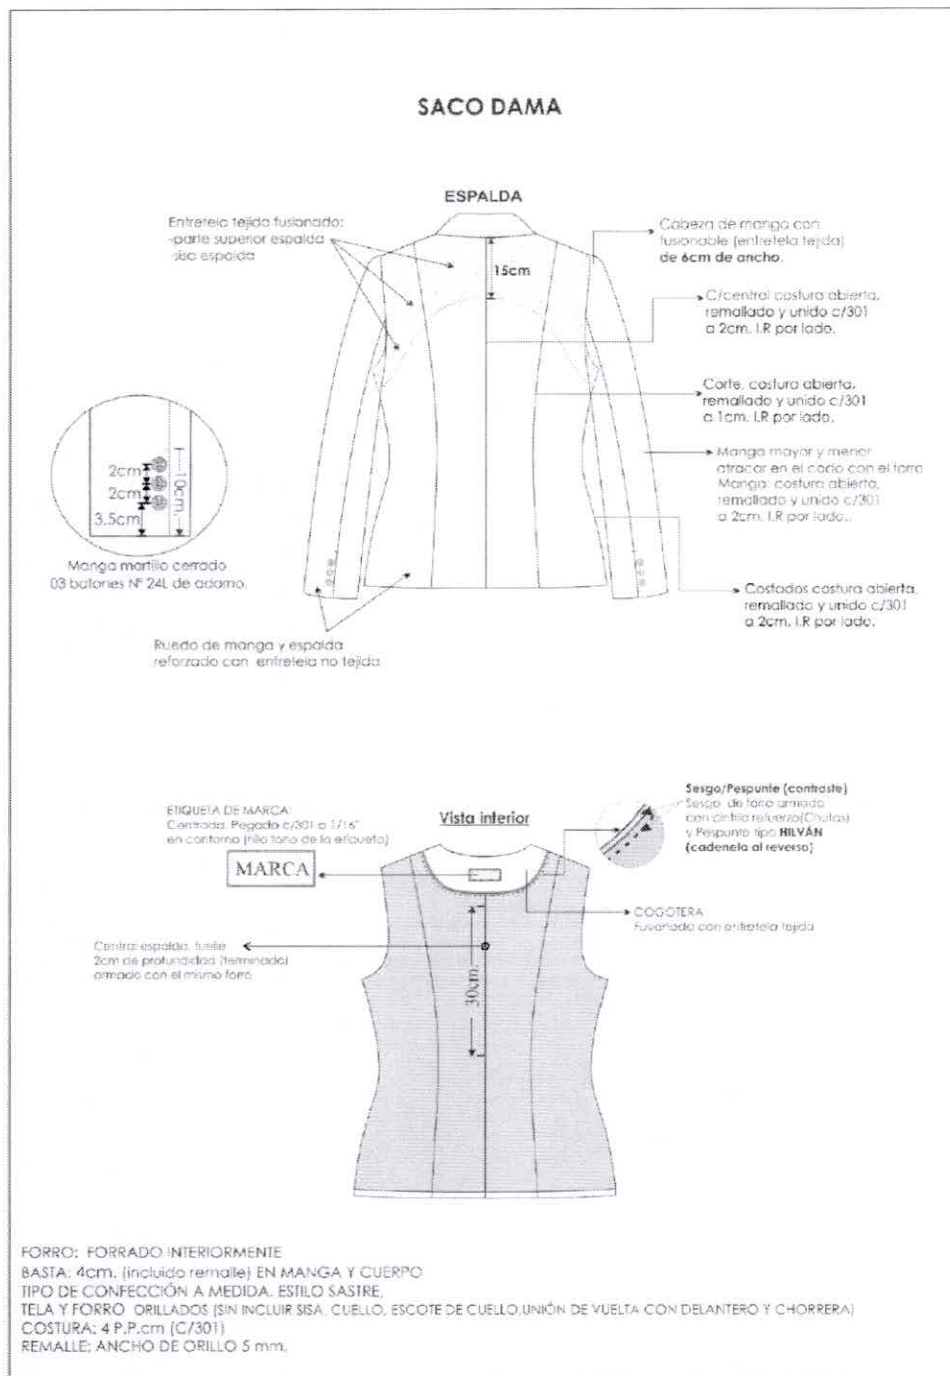 SACO DAMA
ESPALDA
Entretela tejida fusionado:
-parte superior espalda
-sisa espalda
15cm
Cabeza de manga con
fusionable (entretela tejida)
de 6cm de ancho.
C/central costura abierta,
remallado y unido c/301
a 2cm. I.R por lado.
Corte, costura abierta,
remallado y unido c/301
a 1cm. I.R por lado.
Manga mayor y menor
atracar en el codo con el forro
Manga: costura abierta,
remallado y unido c/301
a 2cm. I.R por lado..
Costados costura abierta,
remallado y unido c/301
a 2cm. I.R por lado.
2cm
2cm
3.5cm
10cm.
Manga martillo cerrado
03 botones N° 24L de adorno.
Ruedo de manga y espalda
reforzado con entretela no tejida
ETIQUETA DE MARCA:
Centrada. Pegado c/301 a 1/16"
en contorno (hilo tono de la etiqueta)
MARCA
Vista interior
Sesgo/Pespunte (contraste)
Sesgo de forro armado
con cintilla refuerzo(Chutas)
y Pespunte tipo HILVÁN
(cadeneta al reverso)
COGOTERA
Fusionada con entretela tejida
Central espalda, fuelle
2cm de profundidad (terminado)
armado con el mismo forro
30cm.
FORRO: FORRADO INTERIORMENTE
BASTA: 4cm. (incluido remalle) EN MANGA Y CUERPO
TIPO DE CONFECCIÓN A MEDIDA. ESTILO SASTRE.
TELA Y FORRO ORILLADOS (SIN INCLUIR SISA, CUELLO, ESCOTE DE CUELLO,UNIÓN DE VUELTA CON DELANTERO Y CHORRERA)
COSTURA: 4 P.P.cm (C/301)
REMALLE: ANCHO DE ORILLO 5 mm.